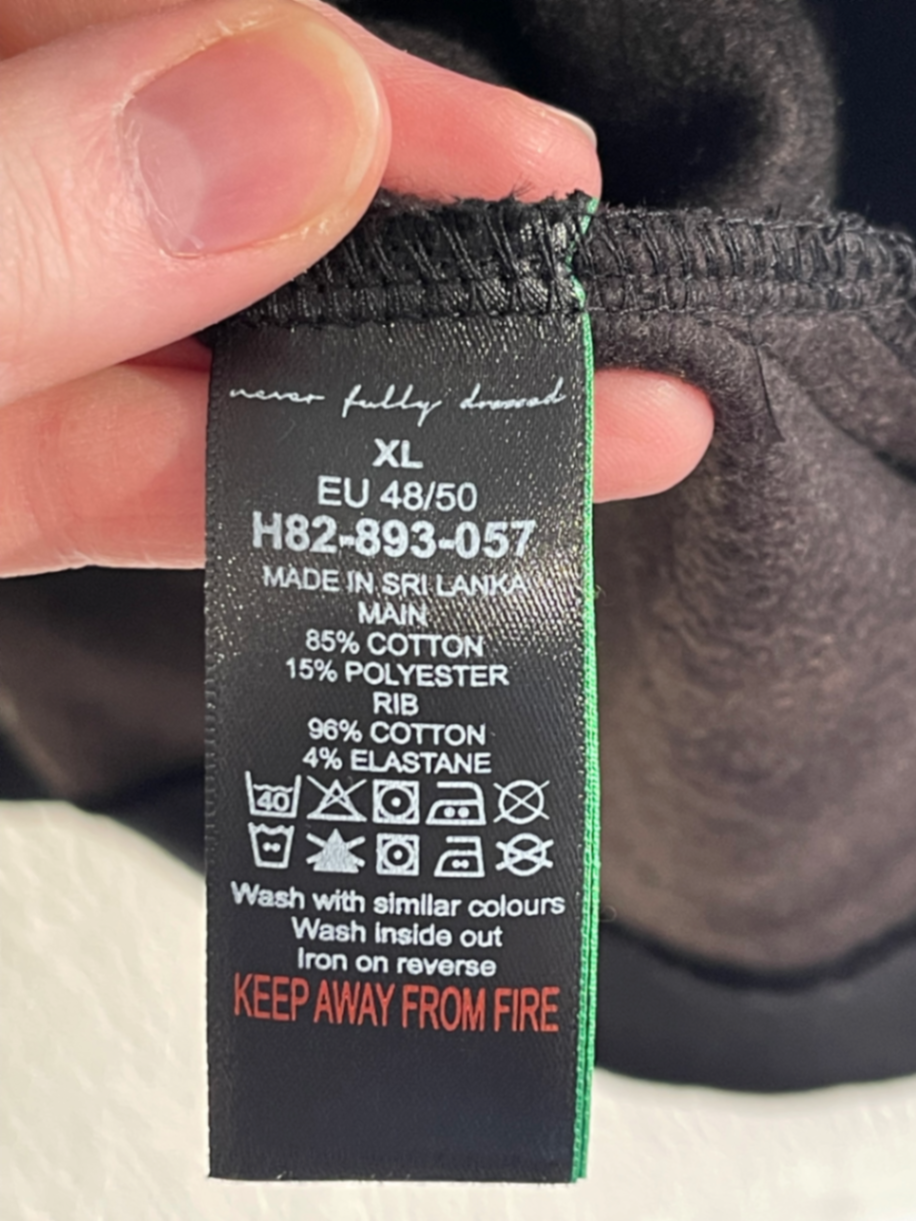 never fully dressed
XL
EU 48/50
H82-893-057
MADE IN SRI LANKA
MAIN
85% COTTON
15% POLYESTER
RIB
96% COTTON
4% ELASTANE
40
Wash with similar colours
Wash inside out
Iron on reverse
KEEP AWAY FROM FIRE